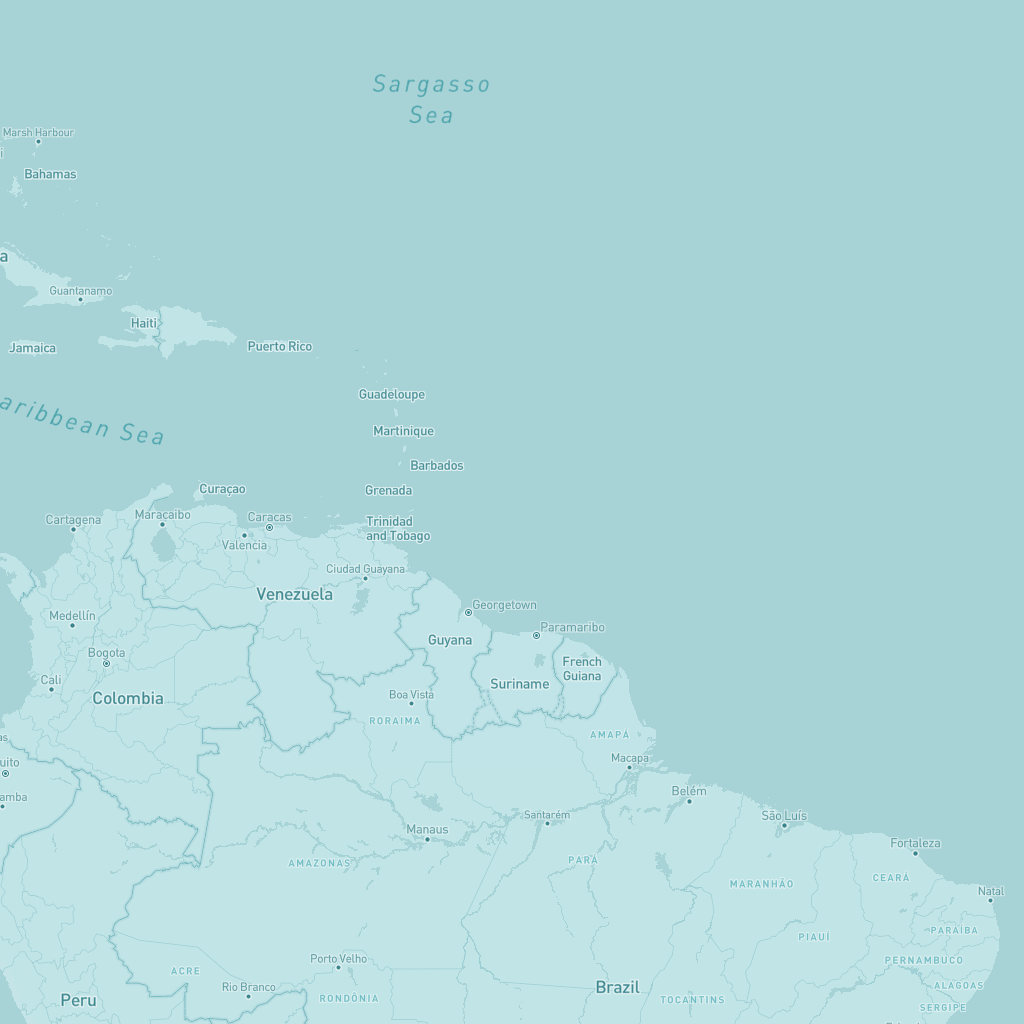 Sargasso
Sea
Marsh Harbour
Bahamas
Guantanamo
Haiti
Jamaica
Puerto Rico
Guadeloupe
aribbean Sea
Martinique
Barbados
Curaçao
Grenada
Cartagena
Maracaibo
Caracas
Trinidad
and Tobago
Valencia
Ciudad Guayana
Venezuela
Georgetown
Medellín
Paramaribo
Guyana
Bogota
French
Guiana
Cali
Suriname
Colombia
Boa Vista
RORAIMA
AMAPÁ
as
Macapa
uito
Belém
amba
Santarém
São Luís
Manaus
Fortaleza
AMAZONAS
PARÁ
CEARÁ
MARANHÃO
Natal
PARAÍBA
PIAUÍ
Porto Velho
PERNAMBUCO
ACRE
Rio Branco
Brazil
ALAGOAS
Peru
RONDÔNIA
TOCANTINS
SERGIPE